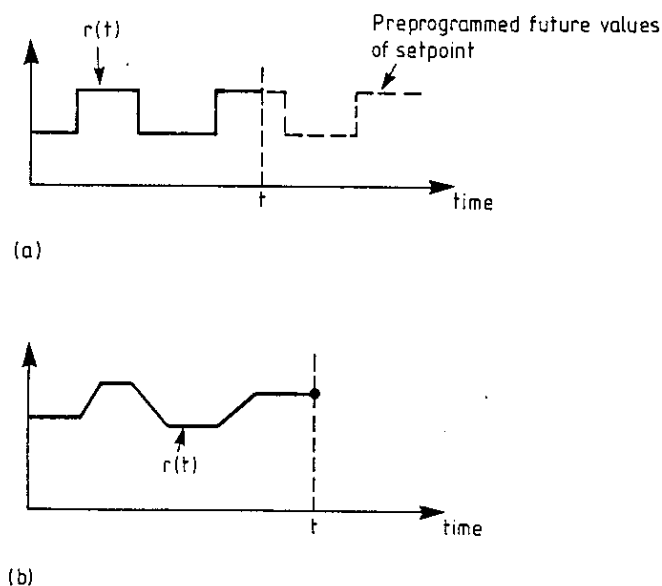 r(t)
Preprogrammed future values
of setpoint
t
time
(a)
r(t)
t
time
(b)